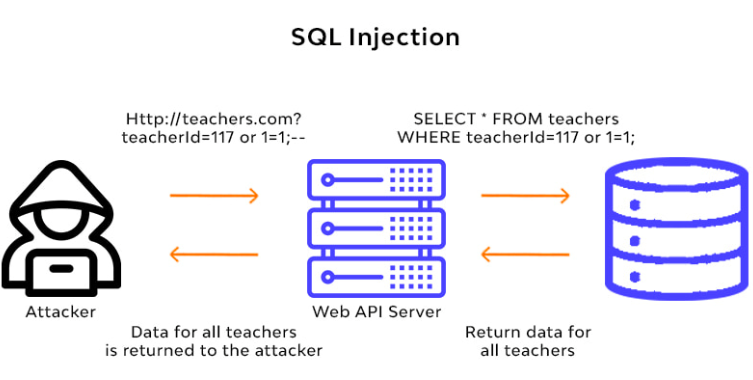 SQL Injection
Http://teachers.com?
teacherId=117 or 1=1;--
SELECT * FROM teachers
WHERE teacherId=117 or 1=1;
Attacker
Web API Server
Data for all teachers
is returned to the attacker
Return data for
all teachers